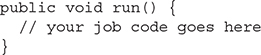 public void run() {
  // your job code goes here
}